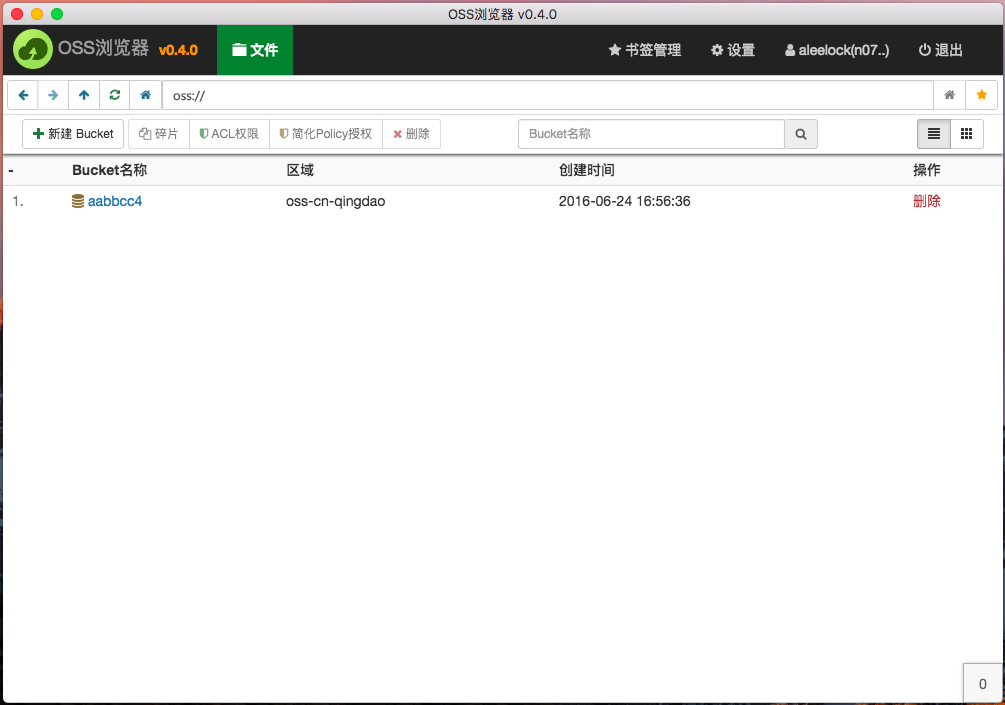 OSS浏览器 v0.4.0
OSS浏览器 v0.4.0 文件 书签管理 设置 aleelock(n07..) 退出
oss://
新建 Bucket 碎片 ACL权限 简化Policy授权 删除 Bucket名称
- Bucket名称 区域 创建时间 操作
1. aabbcc4 oss-cn-qingdao 2016-06-24 16:56:36 删除
0